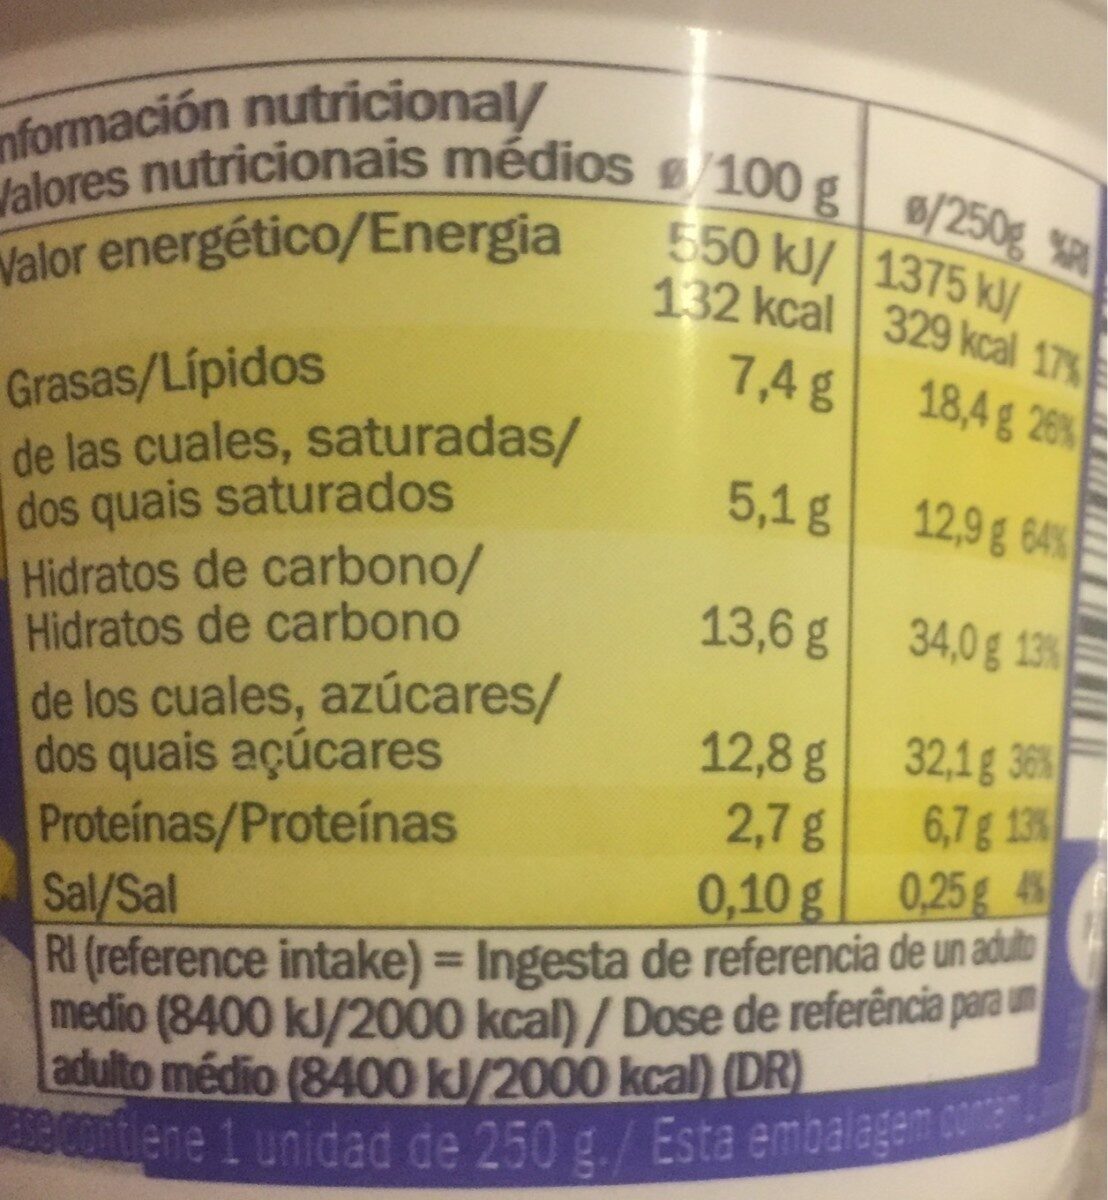 nformación nutricional/
Valores nutricionais médios ø/100 g ø/250g %RI
Valor energético/Energia 550 kJ/ 1375 kJ/
132 kcal 329 kcal 17%
Grasas/Lípidos 7,4 g 18,4 g 26%
de las cuales, saturadas/
dos quais saturados 5,1 g 12,9 g 64%
Hidratos de carbono/
Hidratos de carbono 13,6 g 34,0 g 13%
de los cuales, azúcares/
dos quais açúcares 12,8 g 32,1 g 36%
Proteínas/Proteínas 2,7 g 6,7 g 13%
Sal/Sal 0,10 g 0,25 g 4%
RI (reference intake) = Ingesta de referencia de un adulto
medio (8400 kJ/2000 kcal) / Dose de referência para um
adulto médio (8400 kJ/2000 kcal) (DR)
contiene 1 unidad de 250 g./ Esta embalagem